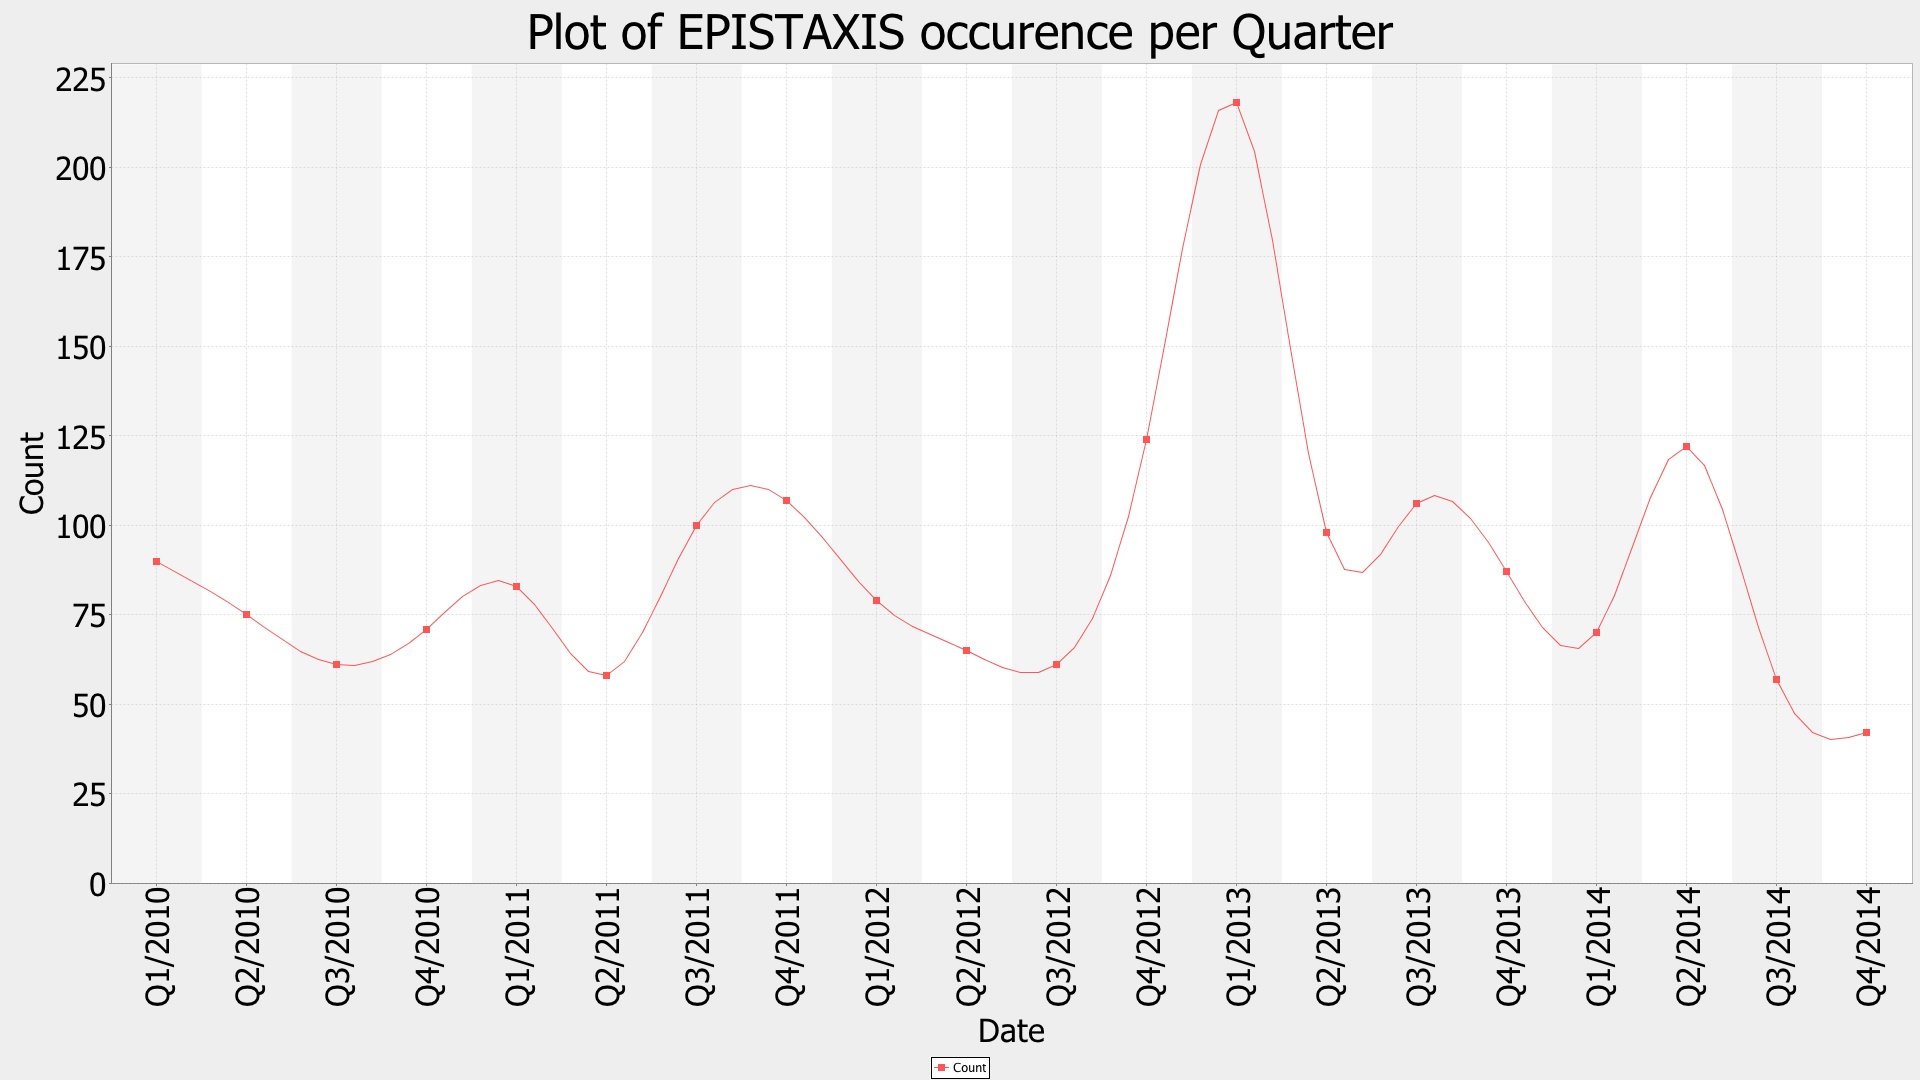 Plot of EPISTAXIS occurence per Quarter
225
200
175
150
125
100
75
50
25
0
Count
Q1/2010
Q2/2010
Q3/2010
Q4/2010
Q1/2011
Q2/2011
Q3/2011
Q4/2011
Q1/2012
Q2/2012
Q3/2012
Q4/2012
Q1/2013
Q2/2013
Q3/2013
Q4/2013
Q1/2014
Q2/2014
Q3/2014
Q4/2014
Date
Count